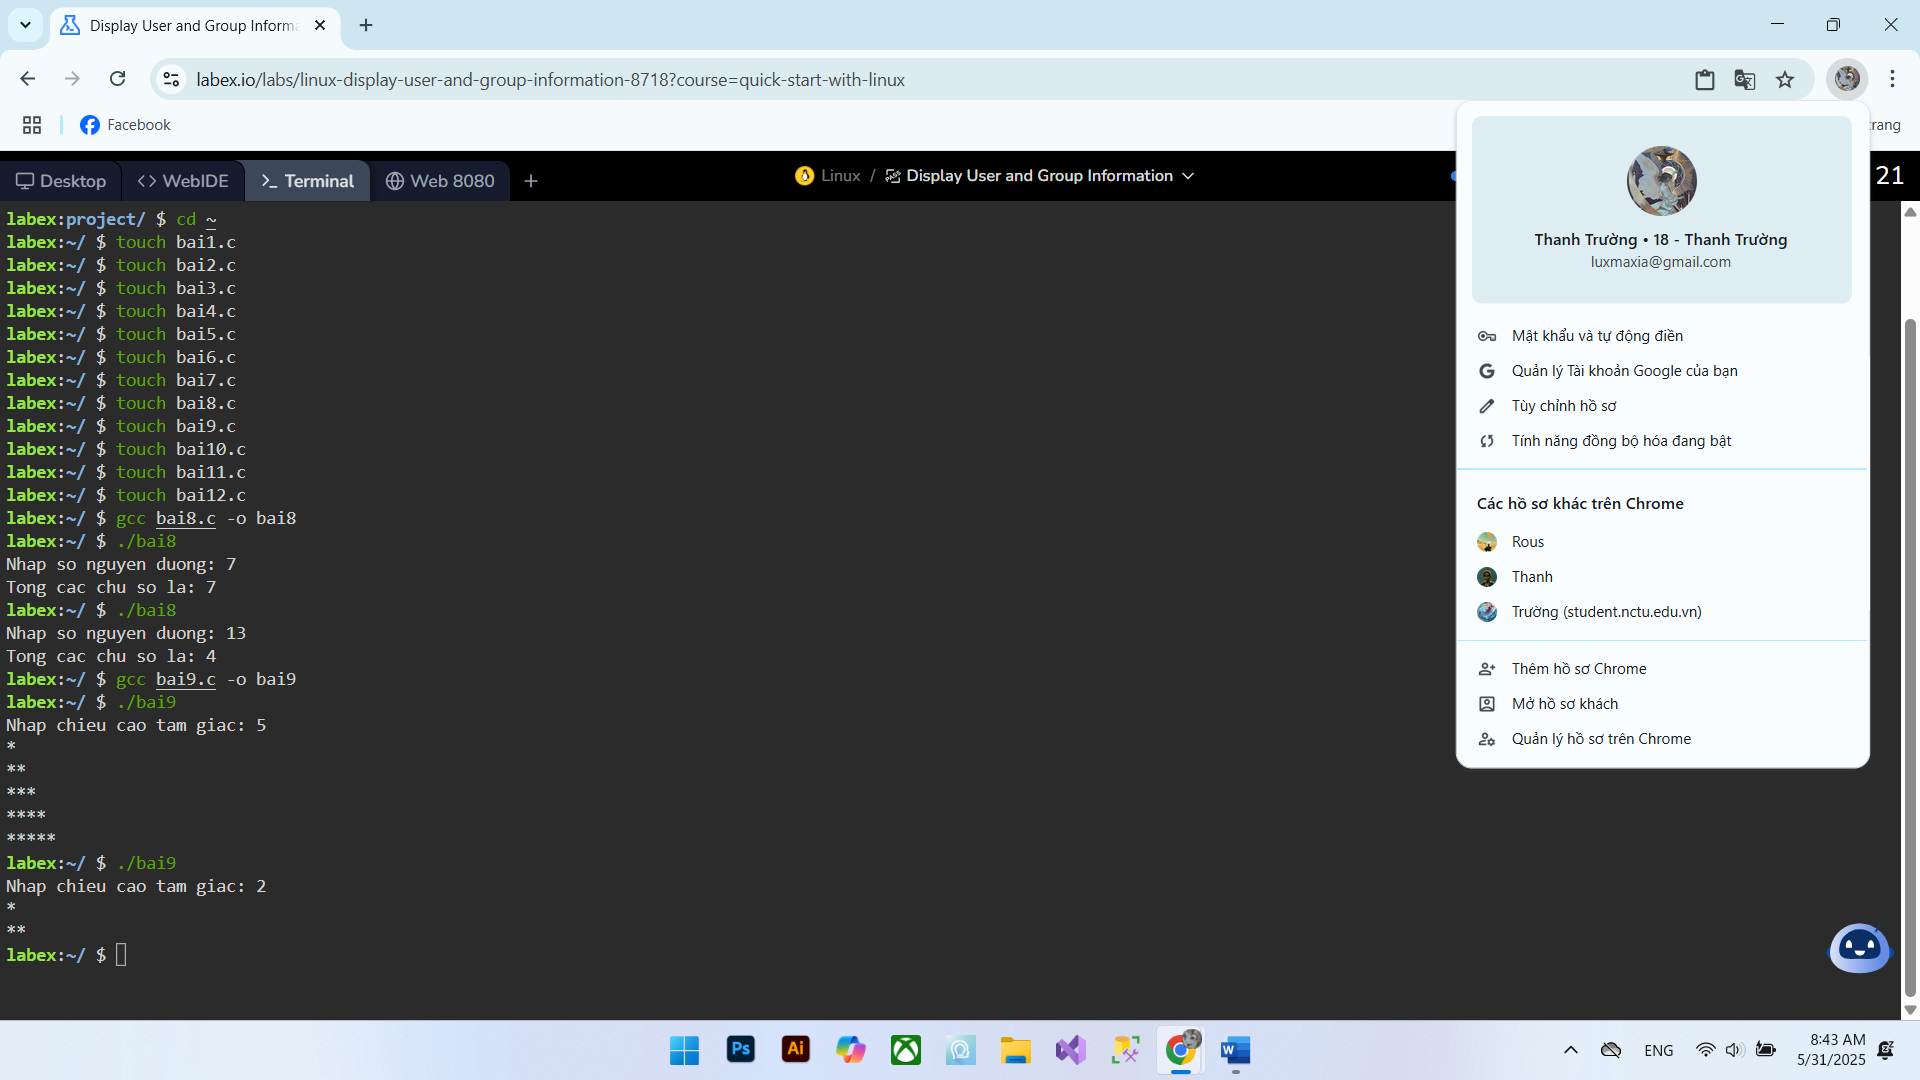 Display User and Group Informa
labex.io/labs/linux-display-user-and-group-information-8718?course=quick-start-with-linux
Facebook
trang
Desktop
WebIDE
Terminal
Web 8080
Linux / Display User and Group Information
21
labex:project/ $ cd ~
labex:~/ $ touch bai1.c
labex:~/ $ touch bai2.c
labex:~/ $ touch bai3.c
labex:~/ $ touch bai4.c
labex:~/ $ touch bai5.c
labex:~/ $ touch bai6.c
labex:~/ $ touch bai7.c
labex:~/ $ touch bai8.c
labex:~/ $ touch bai9.c
labex:~/ $ touch bai10.c
labex:~/ $ touch bai11.c
labex:~/ $ touch bai12.c
labex:~/ $ gcc bai8.c -o bai8
labex:~/ $ ./bai8
Nhap so nguyen duong: 7
Tong cac chu so la: 7
labex:~/ $ ./bai8
Nhap so nguyen duong: 13
Tong cac chu so la: 4
labex:~/ $ gcc bai9.c -o bai9
labex:~/ $ ./bai9
Nhap chieu cao tam giac: 5
*
**
***
****
*****
labex:~/ $ ./bai9
Nhap chieu cao tam giac: 2
*
**
labex:~/ $
Thanh Trường • 18 - Thanh Trường
luxmaxia@gmail.com
Mật khẩu và tự động điền
Quản lý Tài khoản Google của bạn
Tùy chỉnh hồ sơ
Tính năng đồng bộ hóa đang bật
Các hồ sơ khác trên Chrome
Rous
Thanh
Trường (student.nctu.edu.vn)
Thêm hồ sơ Chrome
Mở hồ sơ khách
Quản lý hồ sơ trên Chrome
Ps
Ai
W
ENG
8:43 AM
5/31/2025